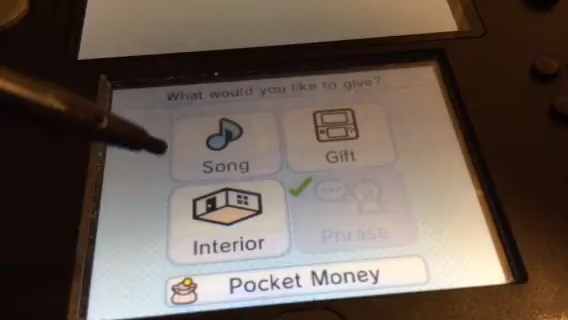 What would you like to give?
Song
Gift
Interior
Phrase
Pocket Money